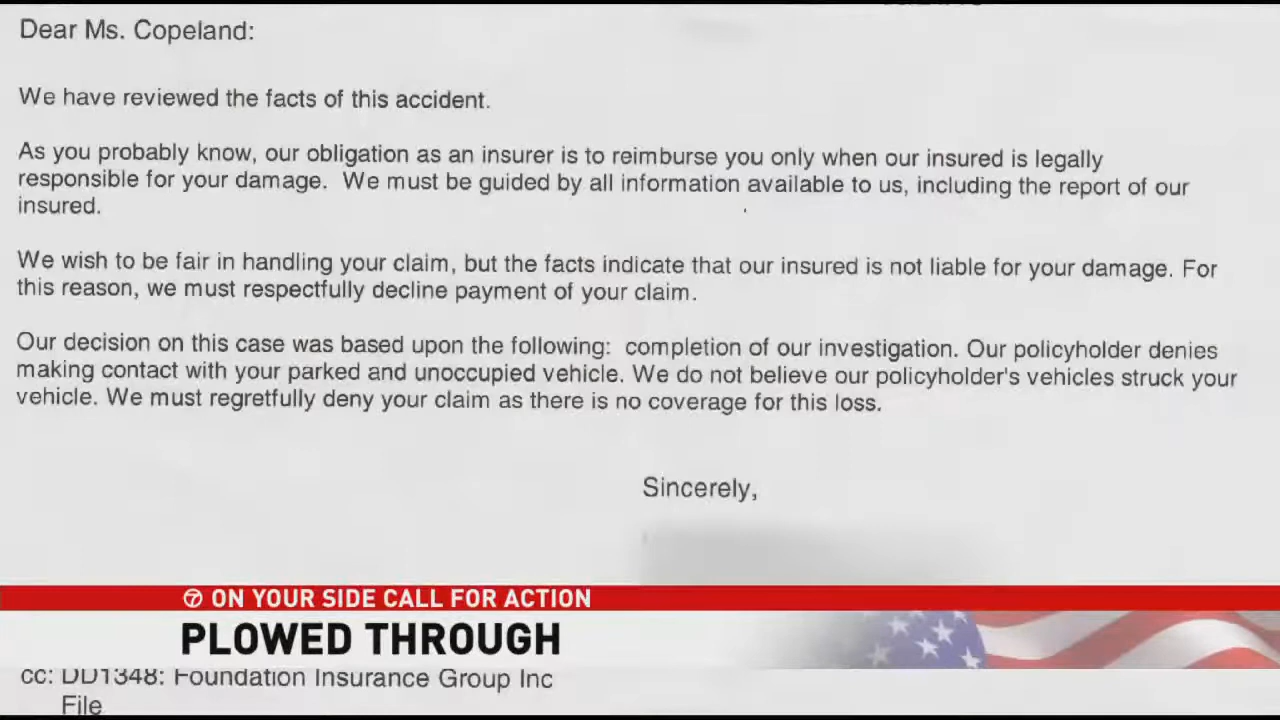 Dear Ms. Copeland:
We have reviewed the facts of this accident.
As you probably know, our obligation as an insurer is to reimburse you only when our insured is legally
responsible for your damage.  We must be guided by all information available to us, including the report of our
insured.
We wish to be fair in handling your claim, but the facts indicate that our insured is not liable for your damage. For
this reason, we must respectfully decline payment of your claim.
Our decision on this case was based upon the following:  completion of our investigation. Our policyholder denies
making contact with your parked and unoccupied vehicle. We do not believe our policyholder's vehicles struck your
vehicle. We must regretfully deny your claim as there is no coverage for this loss.
Sincerely,
7 ON YOUR SIDE CALL FOR ACTION
PLOWED THROUGH
cc: DD1348: Foundation Insurance Group Inc
File